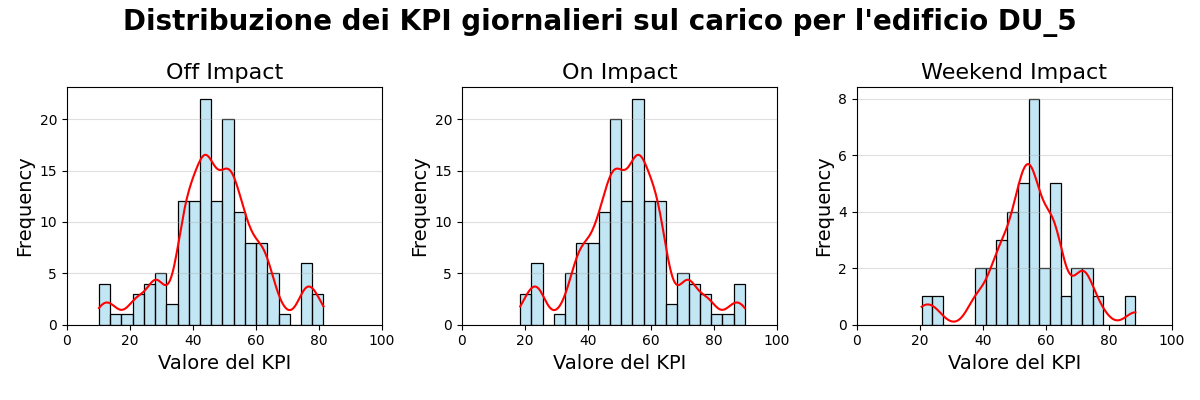 Distribuzione dei KPI giornalieri sul carico per l'edificio DU_5
Off Impact
On Impact
Weekend Impact
Frequency
20
15
10
5
0
0 20 40 60 80 100
Valore del KPI
Frequency
20
15
10
5
0
0 20 40 60 80 100
Valore del KPI
Frequency
8
6
4
2
0
0 20 40 60 80 100
Valore del KPI